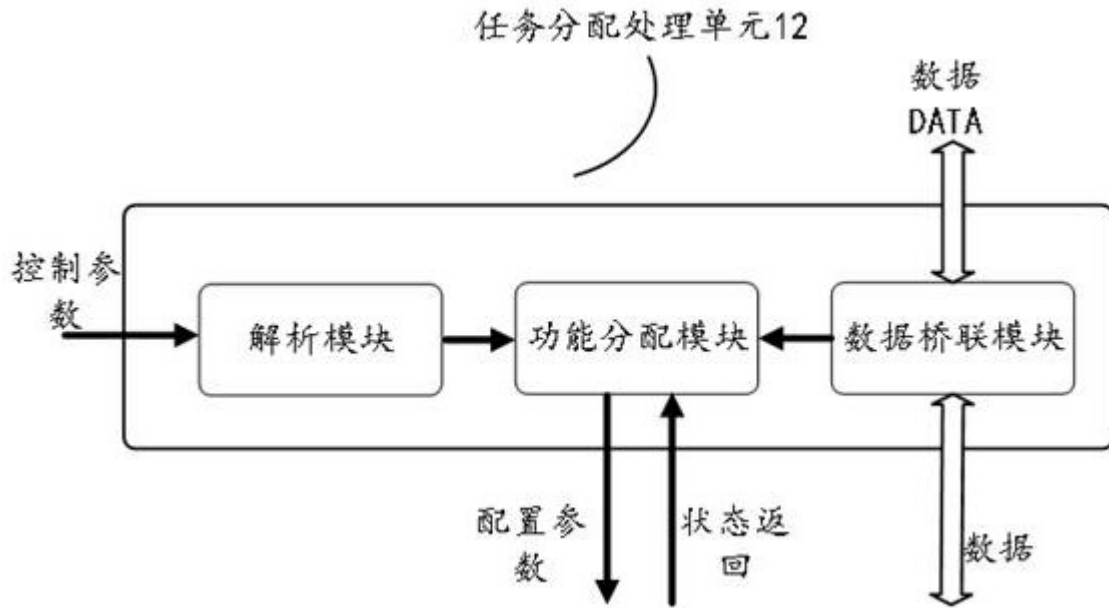 任务分配处理单元12
数据
DATA
控制参
数
解析模块
功能分配模块
数据桥联模块
配置参
数
状态返
回
数据